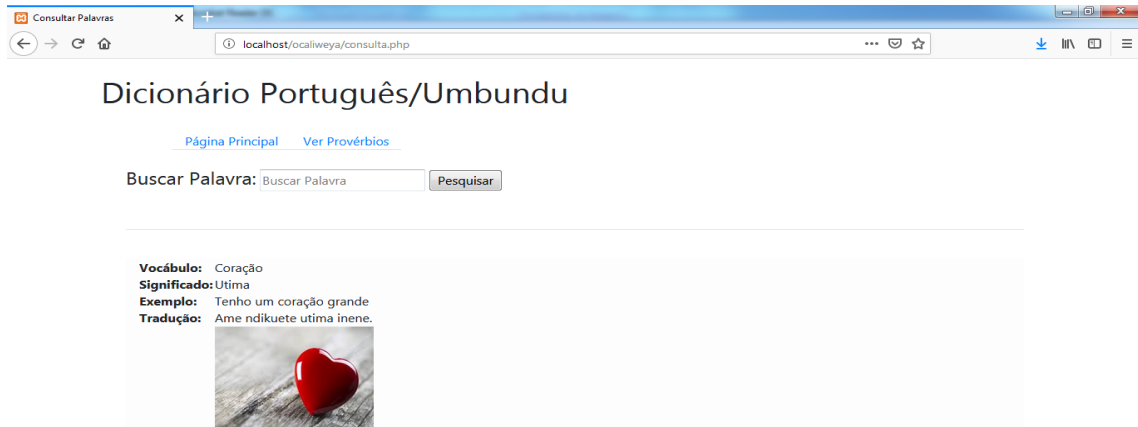 Consultar Palavras
localhost/ocaliweya/consulta.php
Dicionário Português/Umbundu
Página Principal Ver Provérbios
Buscar Palavra: Buscar Palavra Pesquisar
Vocábulo: Coração
Significado: Utima
Exemplo: Tenho um coração grande
Tradução: Ame ndikuete utima inene.